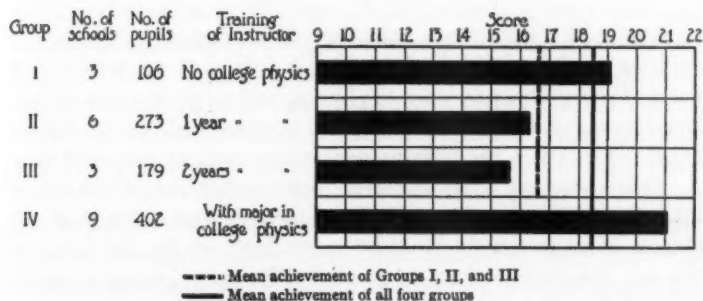 Group No. of schools No. of pupils Training of Instructor Score
9 10 11 12 13 14 15 16 17 18 19 20 21 22
I 3 106 No college physics
II 6 273 1 year " "
III 3 179 2 years " "
IV 9 402 With major in college physics
Mean achievement of Groups I, II, and III
Mean achievement of all four groups